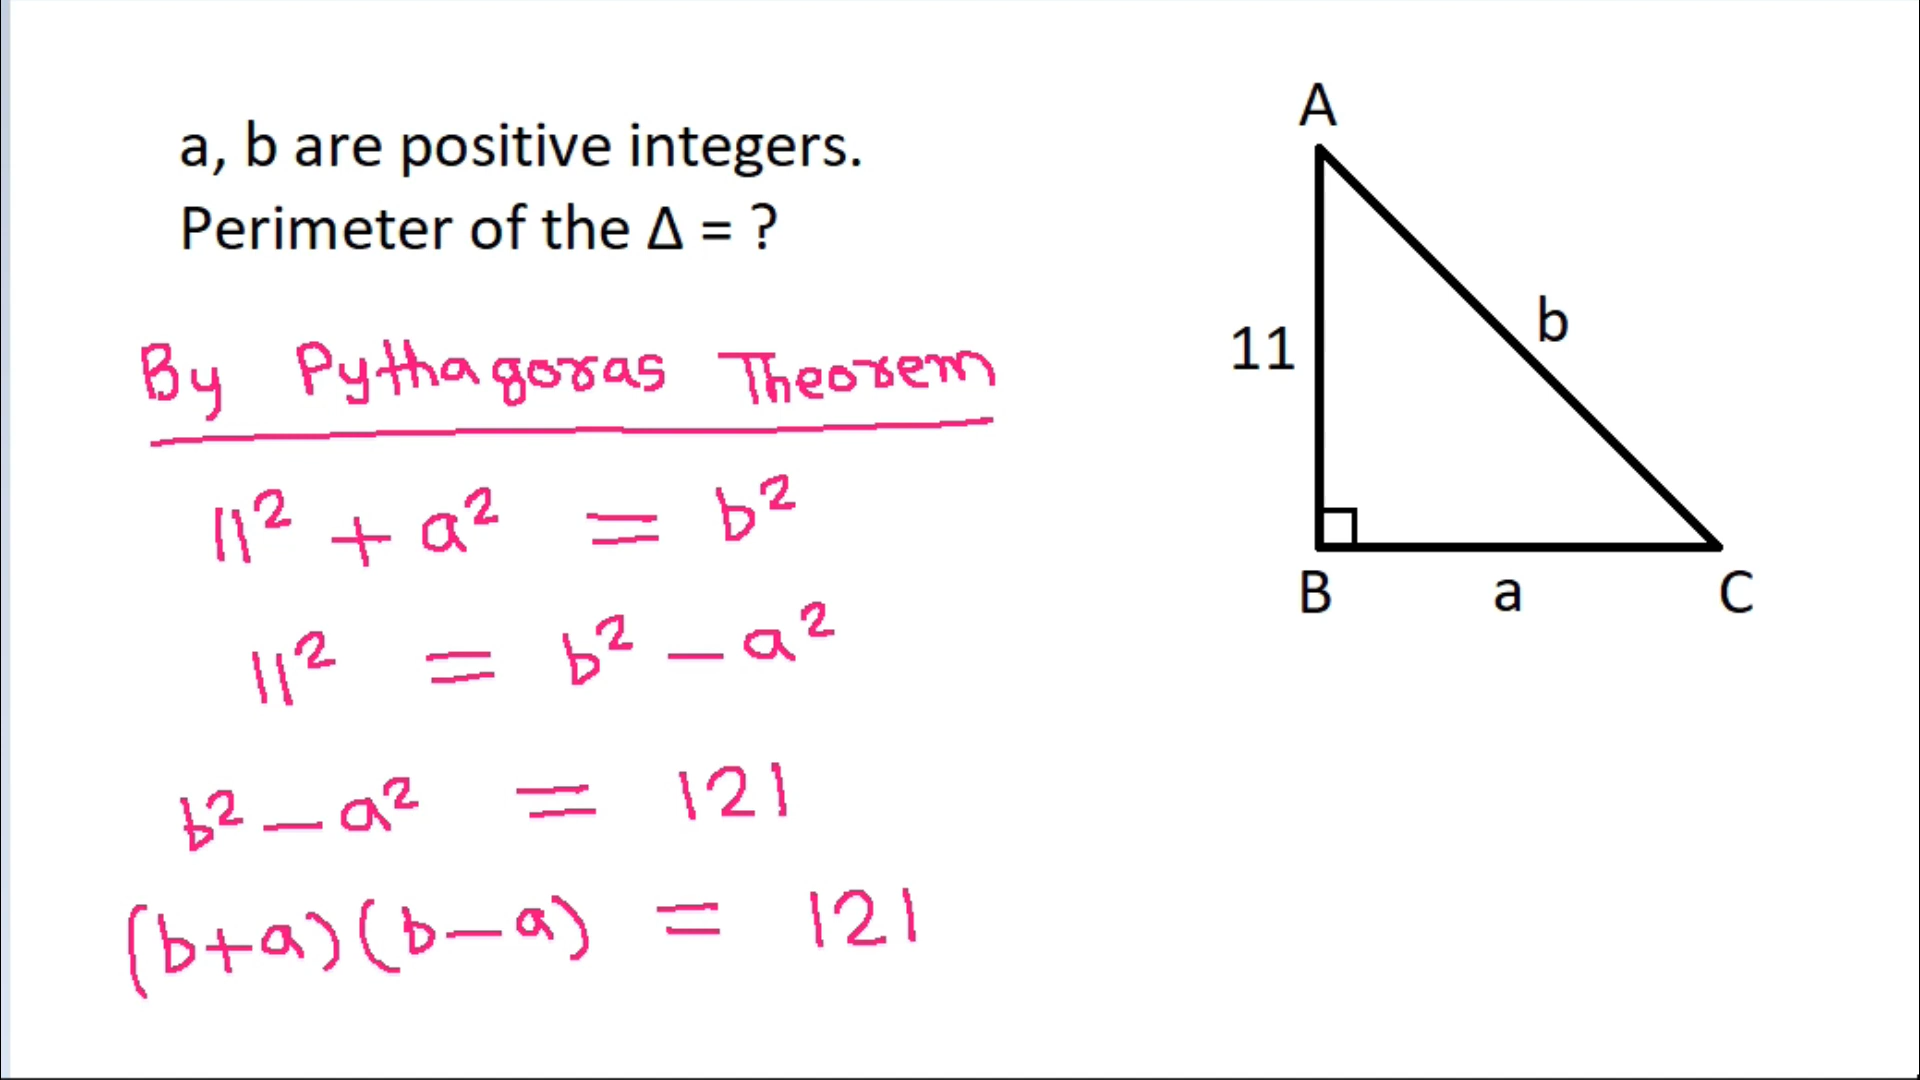 a, b are positive integers.
Perimeter of the Δ = ?
By Pythagoras Theorem
11² + a² = b²
11² = b² - a²
b² - a² = 121
(b+a)(b-a) = 121
A
11
b
B
a
C